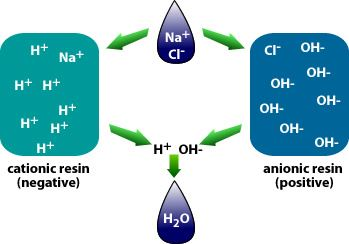 Na⁺
Cl⁻
H⁺
Na⁺
H⁺ H⁺
H⁺
H⁺
H⁺
H⁺
cationic resin
(negative)
Cl⁻ OH-
OH-
OH-
OH-
OH-
OH-
OH-
anionic resin
(positive)
H⁺ OH-
H₂O